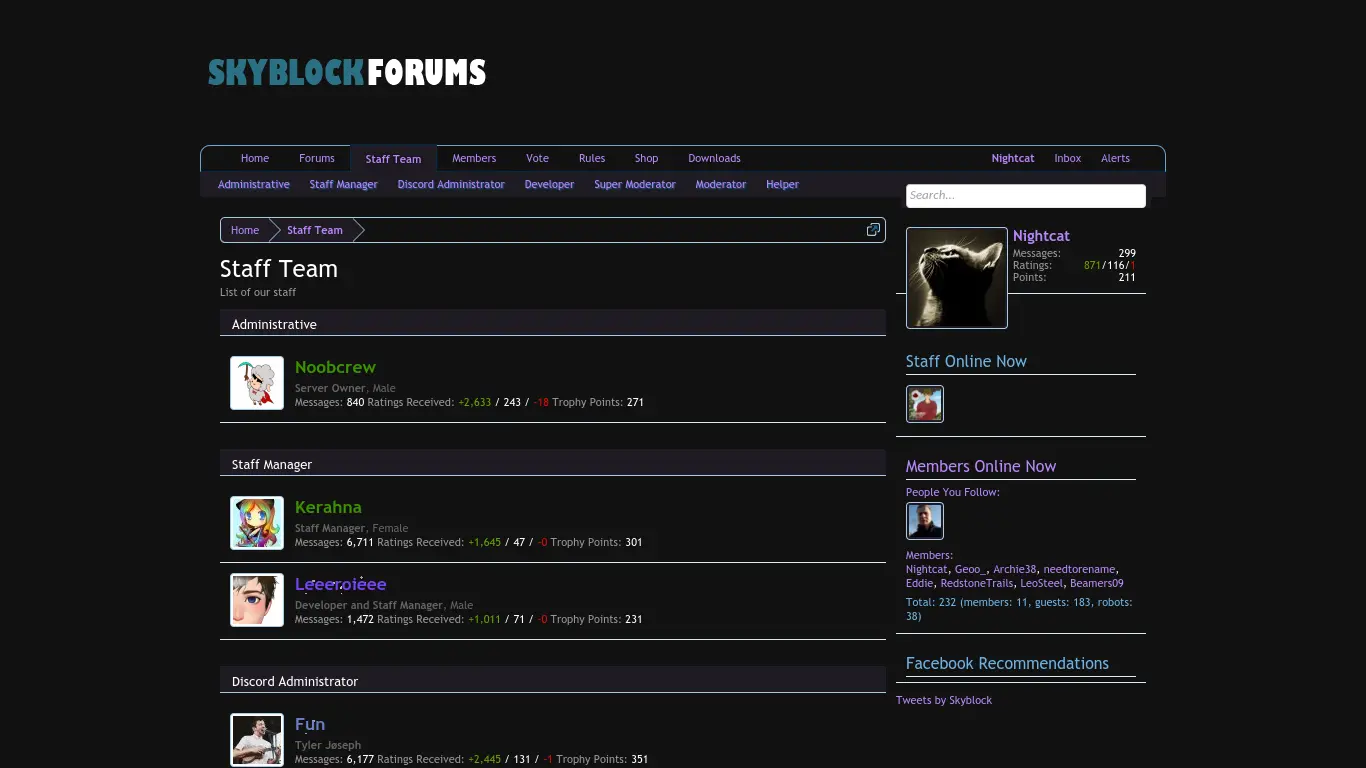 SKYBLOCK FORUMS
Home Forums Staff Team Members Vote Rules Shop Downloads Nightcat Inbox Alerts
Administrative Staff Manager Discord Administrator Developer Super Moderator Moderator Helper
Search...
Home Staff Team
Staff Team
List of our staff
Administrative
Noobcrew
Server Owner, Male
Messages: 840 Ratings Received: +2,633 / 243 / -18 Trophy Points: 271
Staff Manager
Kerahna
Staff Manager, Female
Messages: 6,711 Ratings Received: +1,645 / 47 / -0 Trophy Points: 301
Leeeroieee
Developer and Staff Manager, Male
Messages: 1,472 Ratings Received: +1,011 / 71 / -0 Trophy Points: 231
Discord Administrator
Fun
Tyler Jøseph
Messages: 6,177 Ratings Received: +2,445 / 131 / -1 Trophy Points: 351
Nightcat
Messages: 299
Ratings: 871/116/1
Points: 211
Staff Online Now
Members Online Now
People You Follow:
Members:
Nightcat, Geoo_, Archie38, needtorename,
Eddie, RedstoneTrails, LeoSteel, Beamers09
Total: 232 (members: 11, guests: 183, robots:
38)
Facebook Recommendations
Tweets by Skyblock